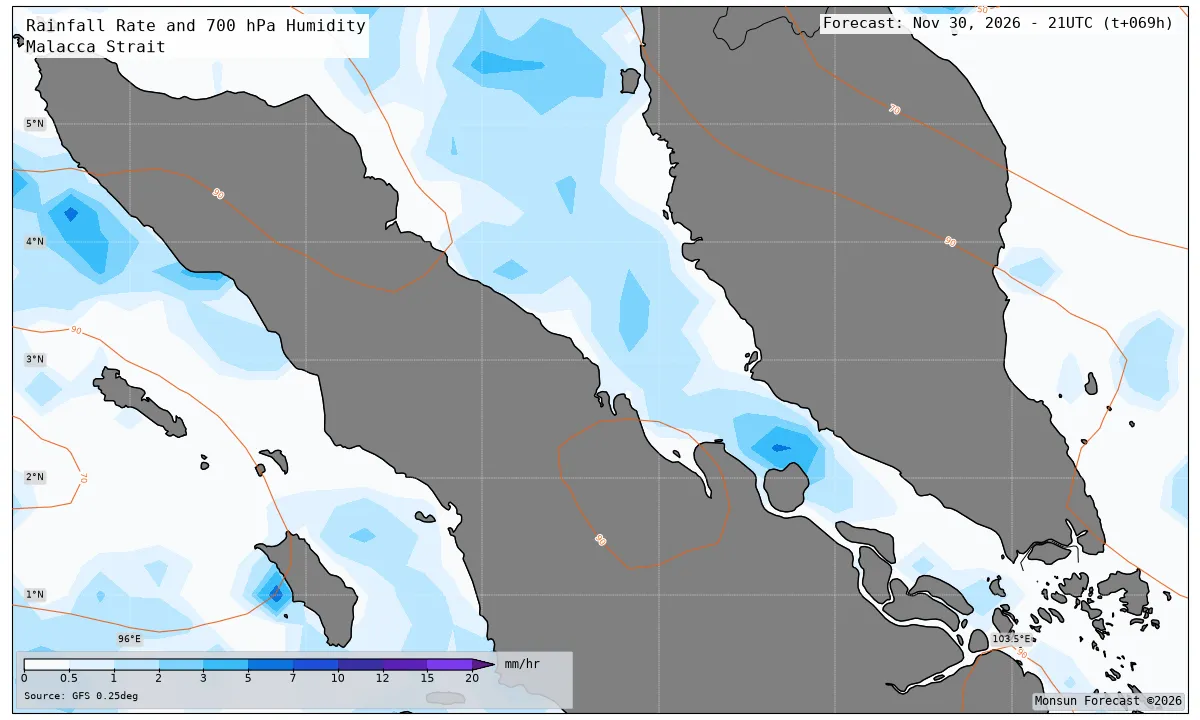 Rainfall Rate and 700 hPa Humidity
Malacca Strait
Forecast: Nov 30, 2026 - 21UTC (t+069h)
50
70
5°N
90
4°N
90
90
3°N
70
2°N
90
1°N
96°E
103.5°E
90
0 0.5 1 2 3 5 7 10 12 15 20 mm/hr
Source: GFS 0.25deg
Monsun Forecast ©2026